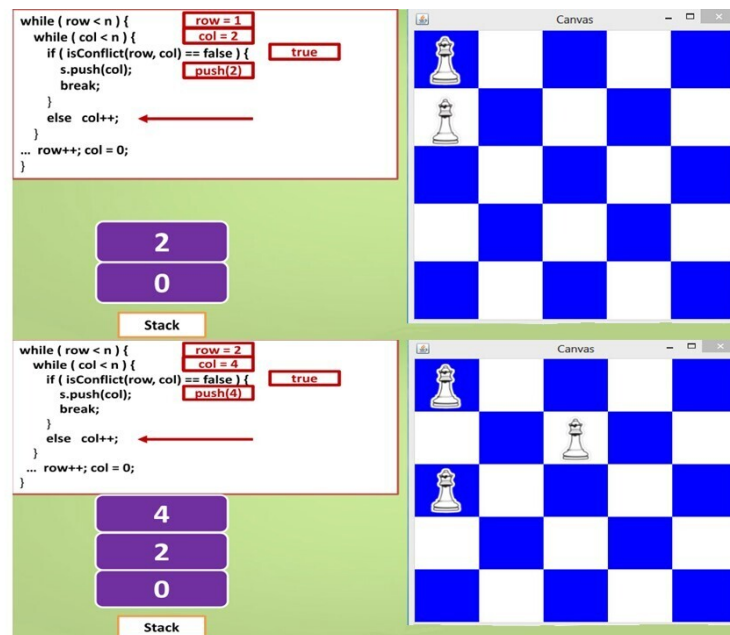 while ( row < n ) {
row = 1
while ( col < n ) {
col = 2
if ( isConflict(row, col) == false ) {
true
s.push(col);
push(2)
break;
}
else col++;
}
... row++; col = 0;
}
2
0
Stack
Canvas
while ( row < n ) {
row = 2
while ( col < n ) {
col = 4
if ( isConflict(row, col) == false ) {
true
s.push(col);
push(4)
break;
}
else col++;
}
... row++; col = 0;
}
4
2
0
Stack
Canvas